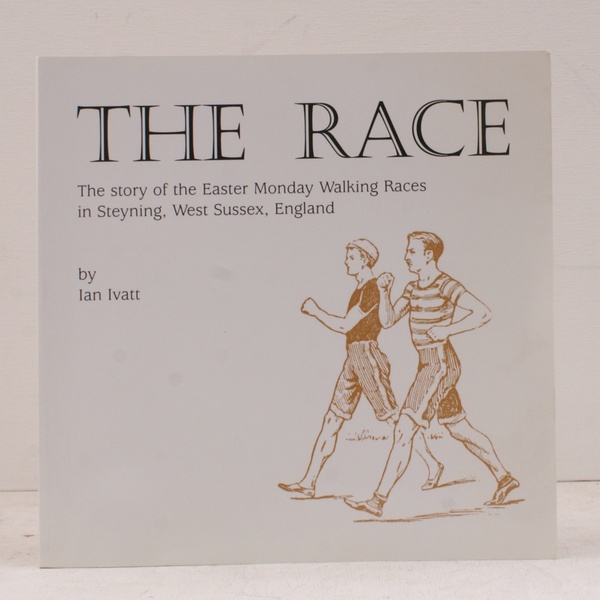 THE RACE
The story of the Easter Monday Walking Races
in Steyning, West Sussex, England
by
Ian Ivatt